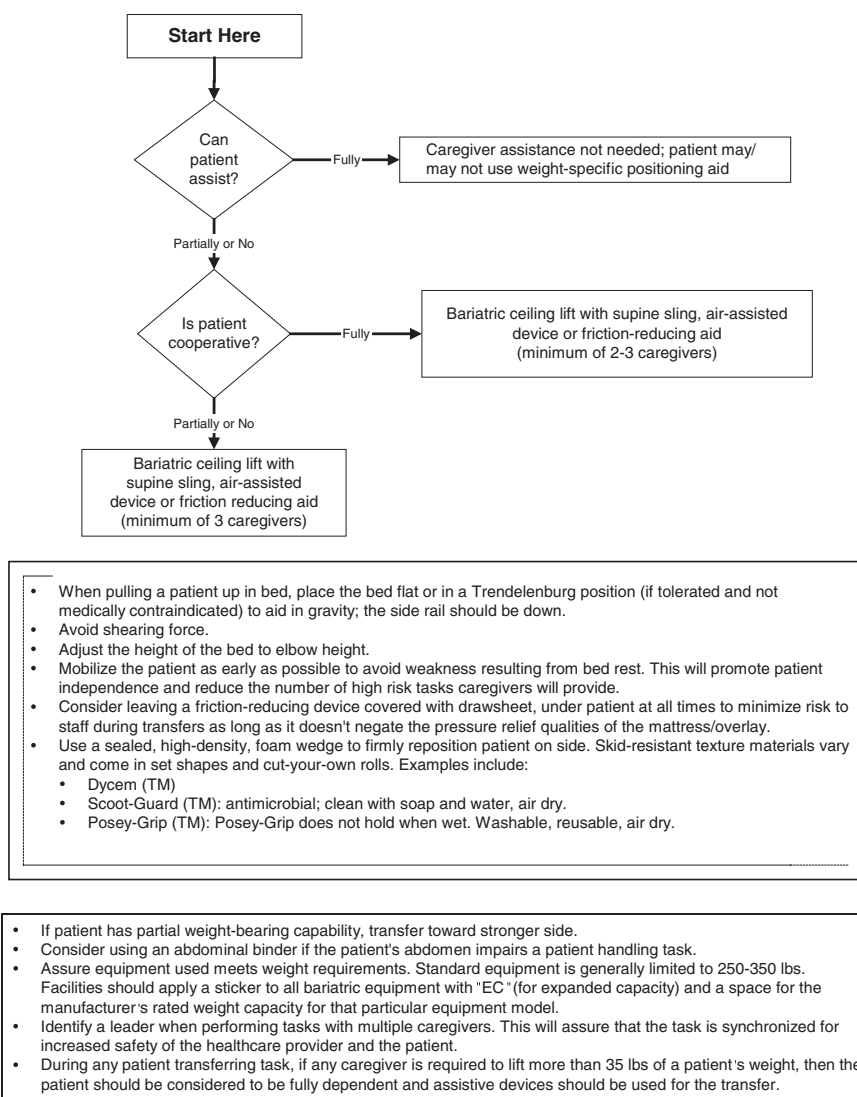 Start Here
Can
patient
assist?
Fully
Caregiver assistance not needed; patient may/
may not use weight-specific positioning aid
Partially or No
Is patient
cooperative?
Fully
Bariatric ceiling lift with supine sling, air-assisted
device or friction-reducing aid
(minimum of 2-3 caregivers)
Partially or No
Bariatric ceiling lift with
supine sling, air-assisted
device or friction reducing aid
(minimum of 3 caregivers)
• When pulling a patient up in bed, place the bed flat or in a Trendelenburg position (if tolerated and not
medically contraindicated) to aid in gravity; the side rail should be down.
• Avoid shearing force.
• Adjust the height of the bed to elbow height.
• Mobilize the patient as early as possible to avoid weakness resulting from bed rest. This will promote patient
independence and reduce the number of high risk tasks caregivers will provide.
• Consider leaving a friction-reducing device covered with drawsheet, under patient at all times to minimize risk to
staff during transfers as long as it doesn't negate the pressure relief qualities of the mattress/overlay.
• Use a sealed, high-density, foam wedge to firmly reposition patient on side. Skid-resistant texture materials vary
and come in set shapes and cut-your-own rolls. Examples include:
• Dycem (TM)
• Scoot-Guard (TM): antimicrobial; clean with soap and water, air dry.
• Posey-Grip (TM): Posey-Grip does not hold when wet. Washable, reusable, air dry.
• If patient has partial weight-bearing capability, transfer toward stronger side.
• Consider using an abdominal binder if the patient's abdomen impairs a patient handling task.
• Assure equipment used meets weight requirements. Standard equipment is generally limited to 250-350 lbs.
Facilities should apply a sticker to all bariatric equipment with "EC" (for expanded capacity) and a space for the
manufacturer's rated weight capacity for that particular equipment model.
• Identify a leader when performing tasks with multiple caregivers. This will assure that the task is synchronized for
increased safety of the healthcare provider and the patient.
• During any patient transferring task, if any caregiver is required to lift more than 35 lbs of a patient's weight, then the
patient should be considered to be fully dependent and assistive devices should be used for the transfer.